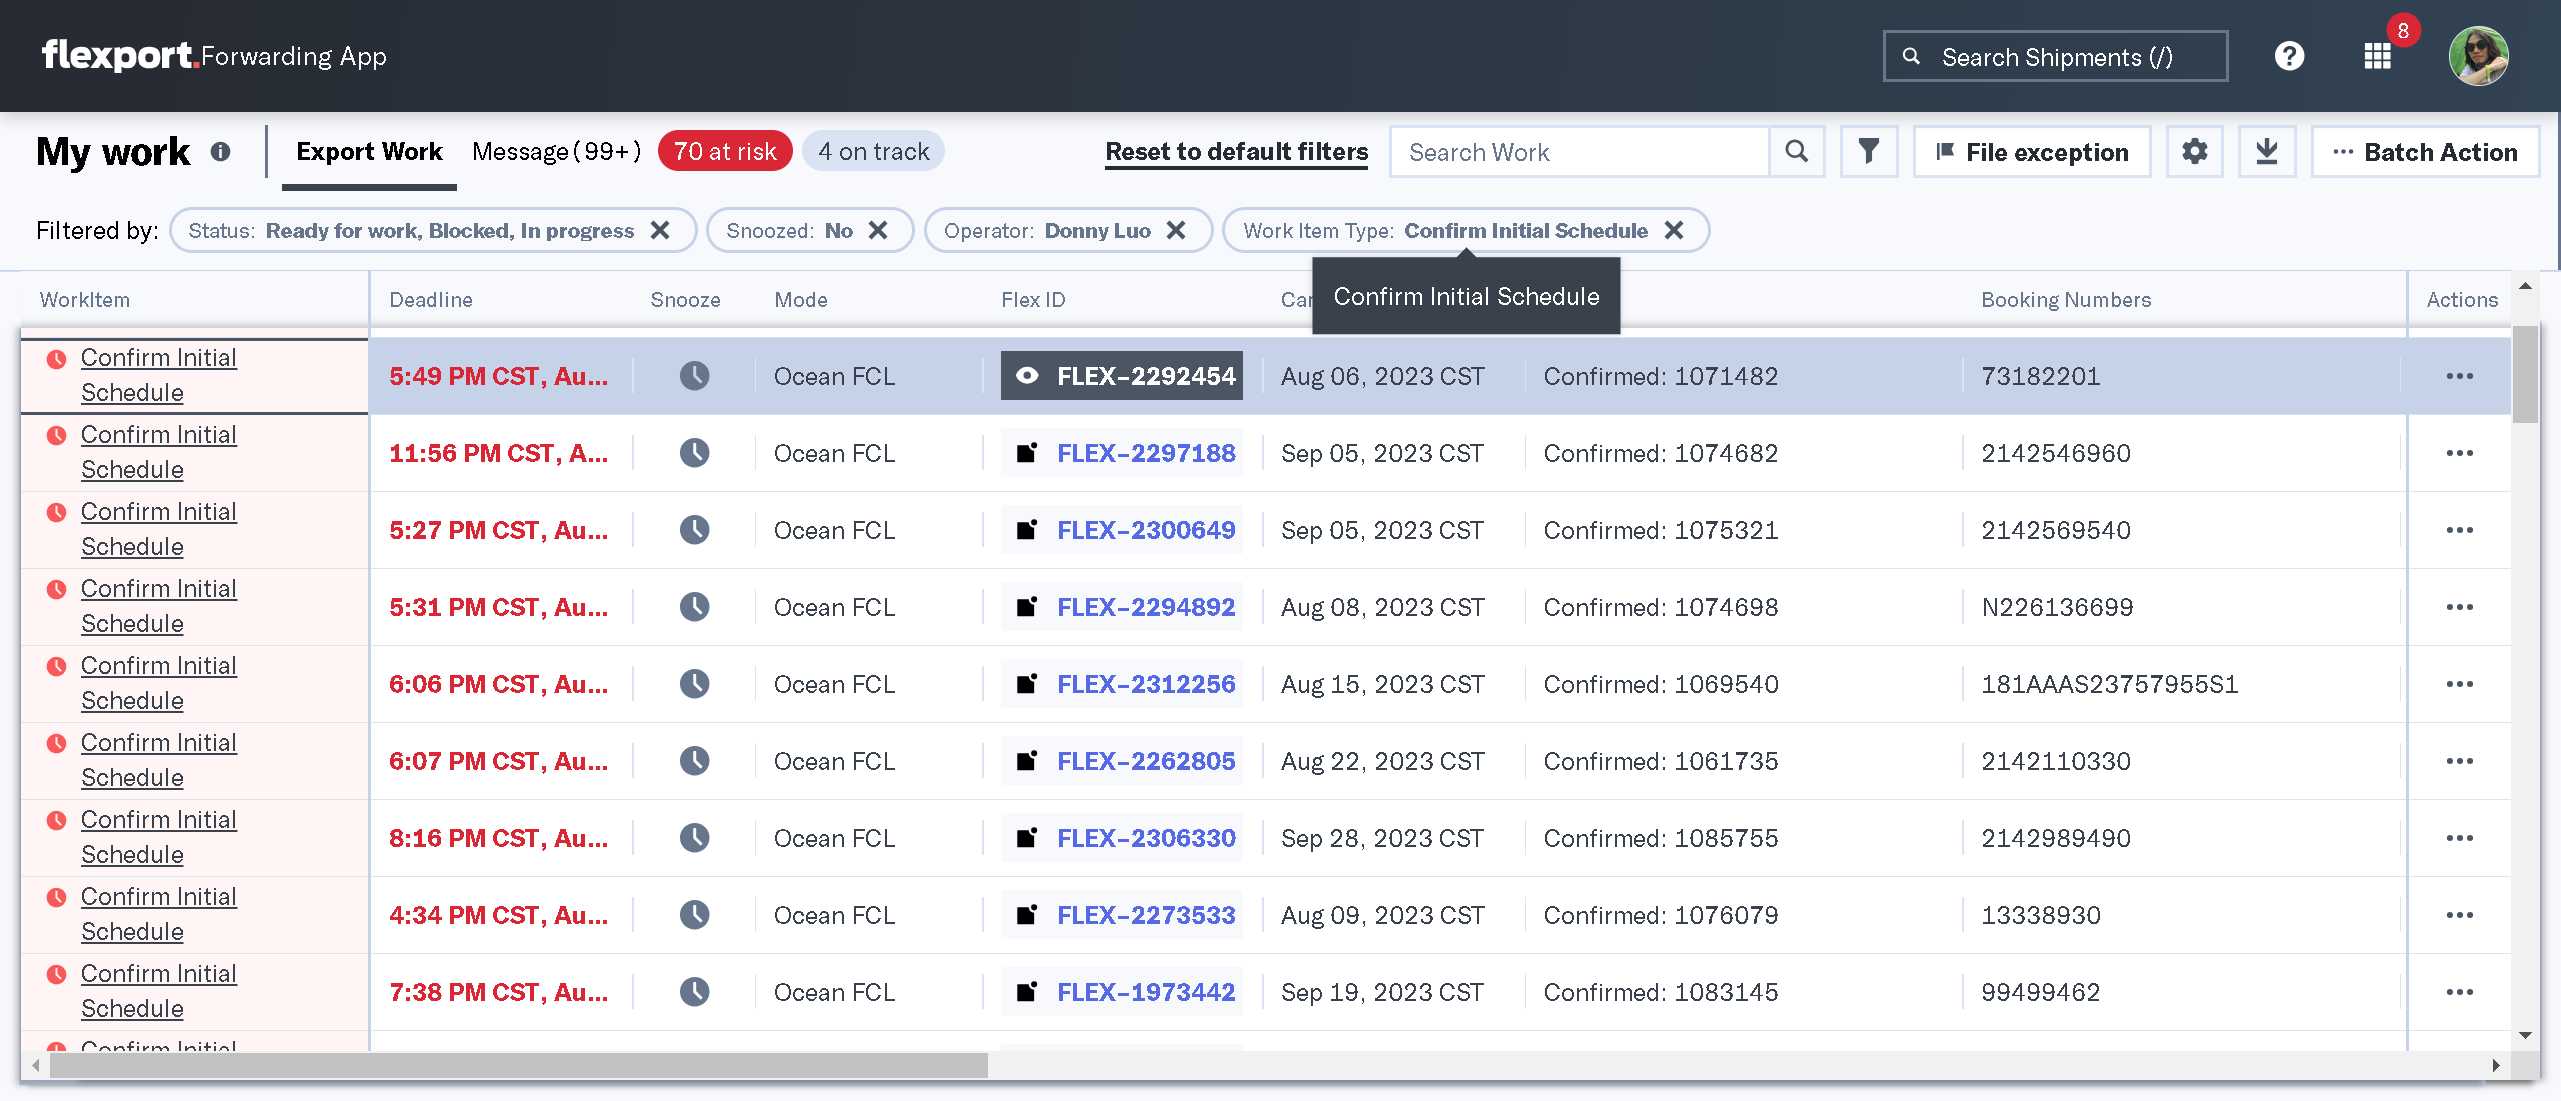 flexport. Forwarding App
Search Shipments (/)
8
My work
Export Work
Message(99+)
70 at risk
4 on track
Reset to default filters
Search Work
File exception
Batch Action
Filtered by:
Status: Ready for work, Blocked, In progress
Snoozed: No
Operator: Donny Luo
Work Item Type: Confirm Initial Schedule
Confirm Initial Schedule
WorkItem Deadline Snooze Mode Flex ID Booking Numbers Actions
Confirm Initial Schedule 5:49 PM CST, Au... Ocean FCL FLEX-2292454 Aug 06, 2023 CST Confirmed: 1071482 73182201
Confirm Initial Schedule 11:56 PM CST, A... Ocean FCL FLEX-2297188 Sep 05, 2023 CST Confirmed: 1074682 2142546960
Confirm Initial Schedule 5:27 PM CST, Au... Ocean FCL FLEX-2300649 Sep 05, 2023 CST Confirmed: 1075321 2142569540
Confirm Initial Schedule 5:31 PM CST, Au... Ocean FCL FLEX-2294892 Aug 08, 2023 CST Confirmed: 1074698 N226136699
Confirm Initial Schedule 6:06 PM CST, Au... Ocean FCL FLEX-2312256 Aug 15, 2023 CST Confirmed: 1069540 181AAAS23757955S1
Confirm Initial Schedule 6:07 PM CST, Au... Ocean FCL FLEX-2262805 Aug 22, 2023 CST Confirmed: 1061735 2142110330
Confirm Initial Schedule 8:16 PM CST, Au... Ocean FCL FLEX-2306330 Sep 28, 2023 CST Confirmed: 1085755 2142989490
Confirm Initial Schedule 4:34 PM CST, Au... Ocean FCL FLEX-2273533 Aug 09, 2023 CST Confirmed: 1076079 13338930
Confirm Initial Schedule 7:38 PM CST, Au... Ocean FCL FLEX-1973442 Sep 19, 2023 CST Confirmed: 1083145 99499462
Confirm Initial